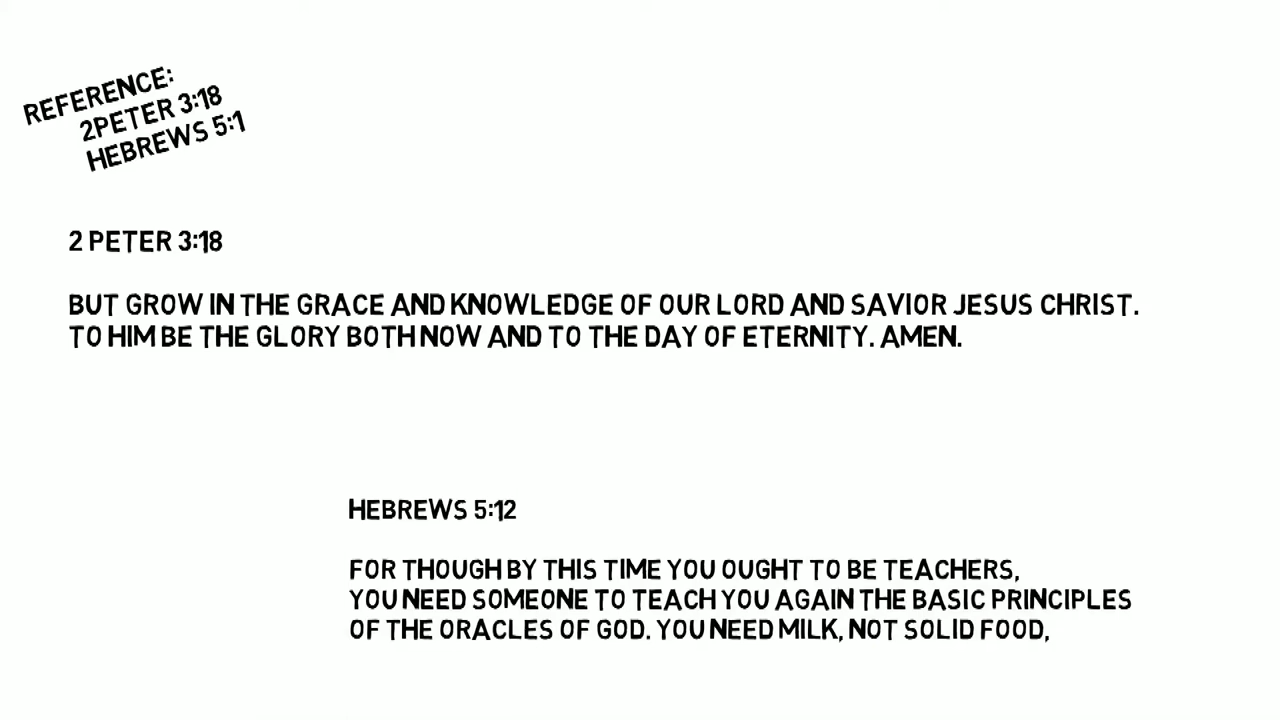 REFERENCE:
2PETER 3:18
HEBREWS 5:1
2 PETER 3:18
BUT GROW IN THE GRACE AND KNOWLEDGE OF OUR LORD AND SAVIOR JESUS CHRIST.
TO HIM BE THE GLORY BOTH NOW AND TO THE DAY OF ETERNITY. AMEN.
HEBREWS 5:12
FOR THOUGH BY THIS TIME YOU OUGHT TO BE TEACHERS,
YOU NEED SOMEONE TO TEACH YOU AGAIN THE BASIC PRINCIPLES
OF THE ORACLES OF GOD. YOU NEED MILK, NOT SOLID FOOD,